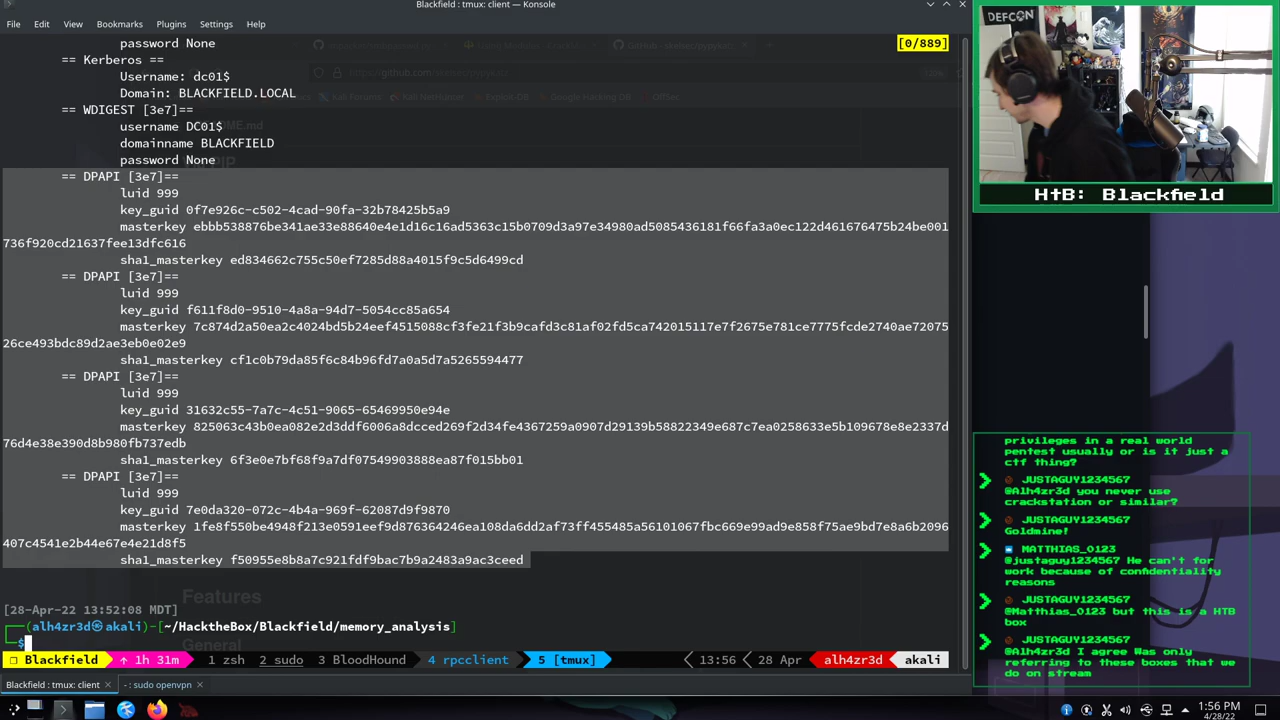 Blackfield : tmux: client — Konsole
File Edit View Bookmarks Plugins Settings Help
[0/889]
password None
== Kerberos ==
Username: dc01$
Domain: BLACKFIELD.LOCAL
== WDIGEST [3e7]==
username DC01$
domainname BLACKFIELD
password None
== DPAPI [3e7]==
luid 999
key_guid 0f7e926c-c502-4cad-90fa-32b78425b5a9
masterkey ebbb538876be341ae33e88640e4e1d16c16ad5363c15b0709d3a97e34980ad5085436181f66fa3a0ec122d461676475b24be001
736f920cd21637fee13dfc616
sha1_masterkey ed834662c755c50ef7285d88a4015f9c5d6499cd
== DPAPI [3e7]==
luid 999
key_guid f611f8d0-9510-4a8a-94d7-5054cc85a654
masterkey 7c874d2a50ea2c4024bd5b24eef4515088cf3fe21f3b9cafd3c81af02fd5ca742015117e7f2675e781ce7775fcde2740ae72075
26ce493bdc89d2ae3eb0e02e9
sha1_masterkey cf1c0b79da85f6c84b96fd7a0a5d7a5265594477
== DPAPI [3e7]==
luid 999
key_guid 31632c55-7a7c-4c51-9065-65469950e94e
masterkey 825063c43b0ea082e2d3ddf6006a8dcced269f2d34fe4367259a0907d29139b58822349e687c7ea0258633e5b109678e8e2337d
76d4e38e390d8b980fb737edb
sha1_masterkey 6f3e0e7bf68f9a7df075499038a8ea87f015bb01
== DPAPI [3e7]==
luid 999
key_guid 7e0da320-072c-4b4a-969f-62087d9f9870
masterkey 1fe8f550be4948f213e0591eef9d876364246ea108da6dd2af73ff455485a56101067fbc669e99ad9e858f75ae9bd7e8a6b2096
407c4541e2b44e67e4e21d8f5
sha1_masterkey f50955e8b8a7c921fdf9bac7b9a2483a9ac3ceed
Features
General
[28-Apr-22 13:52:08 MDT]
(alh4zr3d㉿akali)-[~/HacktheBox/Blackfield/memory_analysis]
$
Blackfield ↑ 1h 31m 1 zsh 2 sudo 3 BloodHound 4 rpcclient 5 [tmux] 13:56 28 Apr alh4zr3d akali
Blackfield : tmux: client - : sudo openvpn
DEFCON
HtB: Blackfield
privileges in a real world
pentest usually or is it just a
ctf thing?
JUSTAGUY1234567
@Alh4zr3d you never use
crackstation or similar?
JUSTAGUY1234567
Goldmine!
MATTHIAS_0123
@justaguy1234567 He can't for
work because of confidentiality
reasons
JUSTAGUY1234567
@Matthias_0123 but this is a HTB
box
JUSTAGUY1234567
@Alh4zr3d I agree Was only
referring to these boxes that we
do on stream
1:56 PM
4/28/22